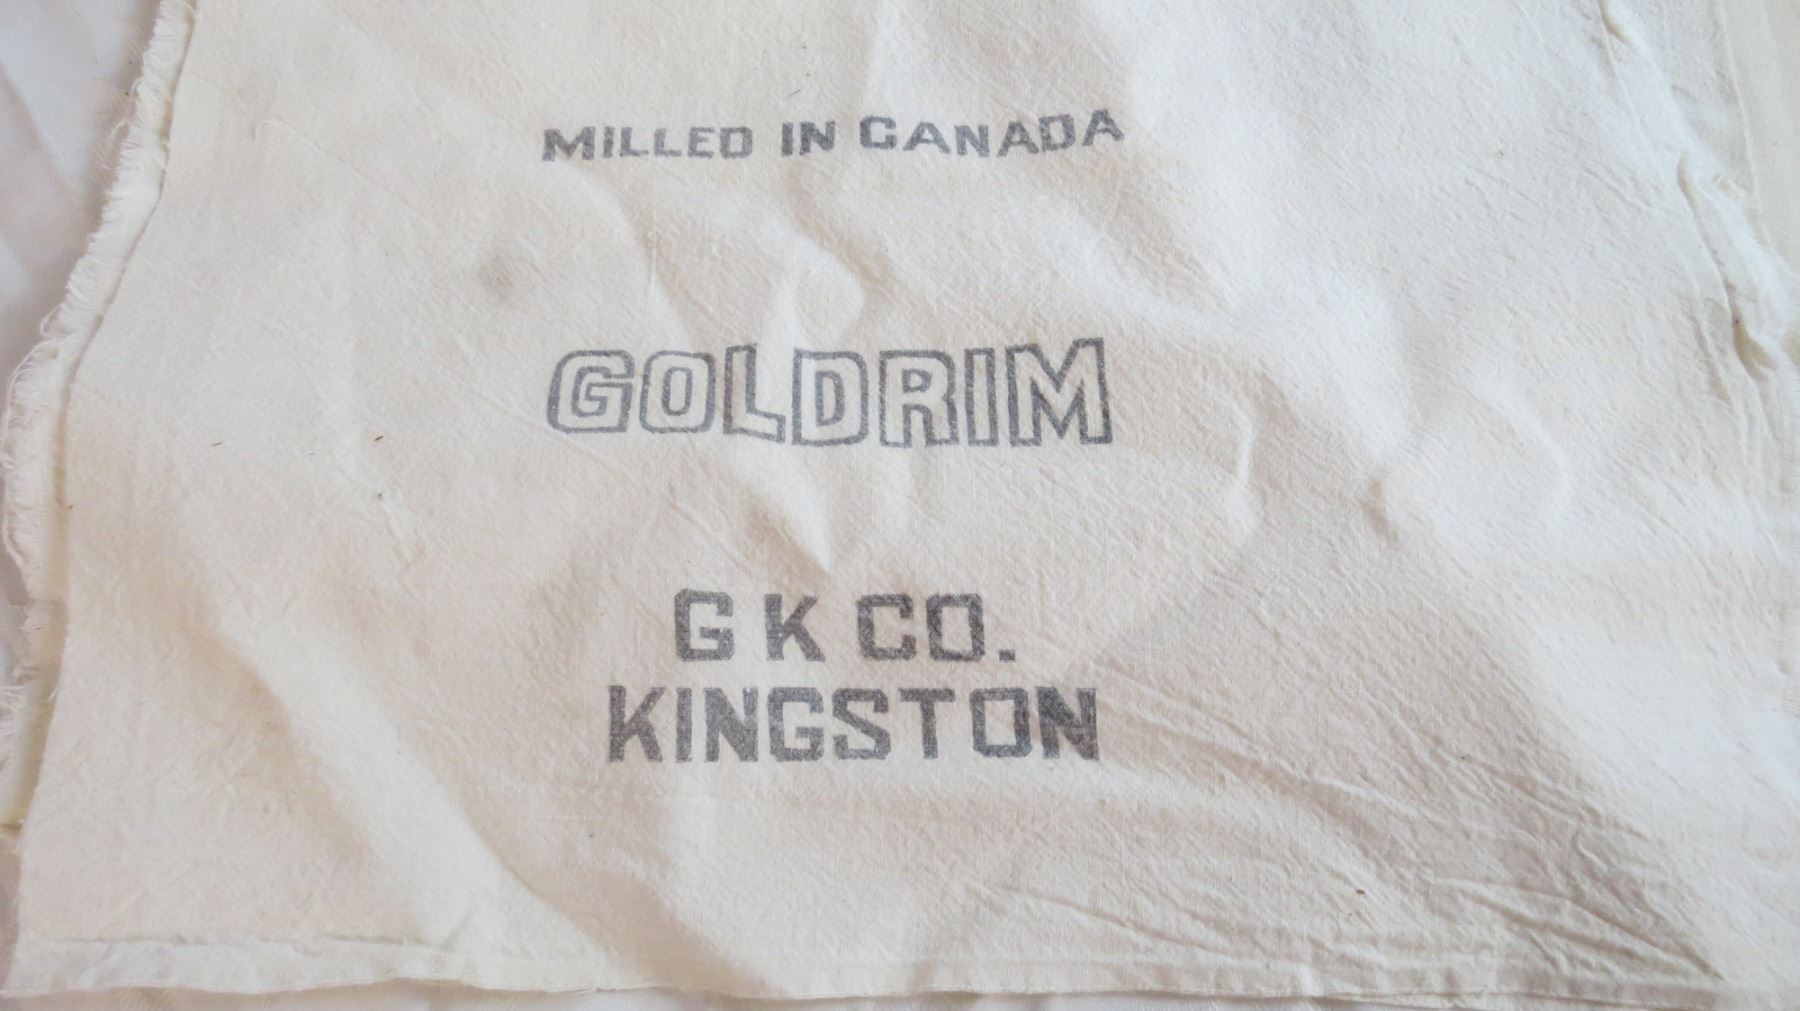 MILLED IN CANADA
GOLDRIM
G K CO.
KINGSTON